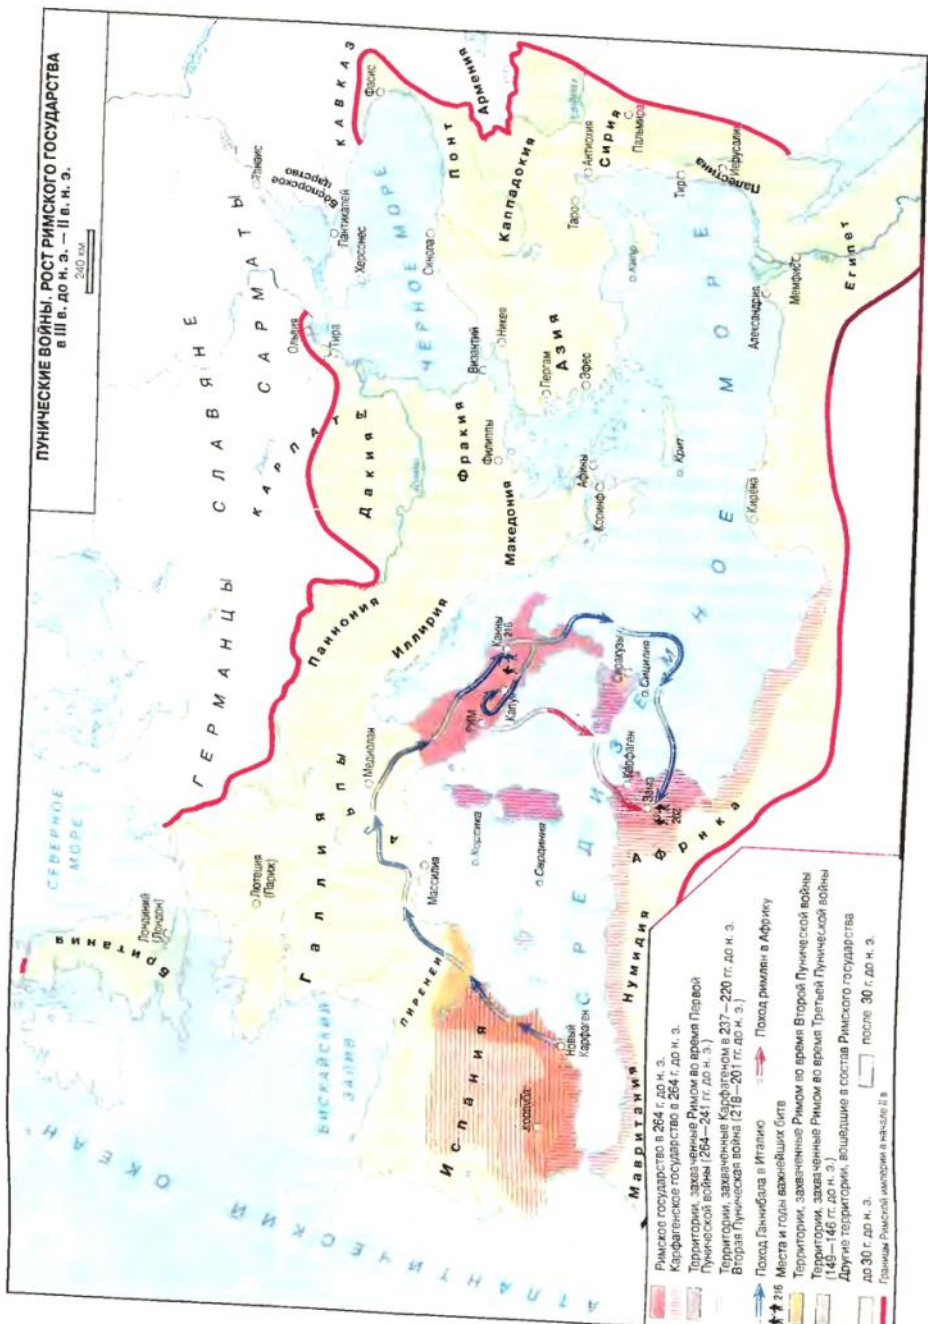 ПУНИЧЕСКИЕ ВОЙНЫ. РОСТ РИМСКОГО ГОСУДАРСТВА
в III в. до н. э. — II в. н. э.
240 км
СЕВЕРНОЕ
МОРЕ
ГЕРМАНЦЫ
СЛАВЯНЕ
САРМАТЫ
КАРПАТЫ
КАВКАЗ
Британия
Лондиний
(Лондон)
Лютеция
(Париж)
Галлия
БИСКАЙСКИЙ
ЗАЛИВ
АТЛАНТИЧЕСКИЙ ОКЕАН
ПИРЕНЕИ
Альпы
Медиолан
Массилия
Испания
Новый
Карфаген
Кордуба
Мавритания
Нумидия
Африка
Карфаген
Зама
202
о. Корсика
о. Сардиния
РИМ
Капуя
Канны
216
Сиракузы
о. Сицилия
СРЕДИЗЕМНОЕ МОРЕ
Паннония
Иллирия
Дакия
Македония
Фракия
Филиппы
Афины
Коринф
о. Крит
Кирена
Византий
Никея
Пергам
Эфес
Азия
ЧЕРНОЕ МОРЕ
Ольвия
Тира
Херсонес
Пантикапей
Боспорское
царство
Танаис
Фасис
Синопа
Понт
Армения
Каппадокия
Тарс
Антиохия
Сирия
Пальмира
о. Кипр
Тир
Иерусалим
Палестина
Александрия
Мемфис
Египет
Римское государство в 264 г. до н. э.
Карфагенское государство в 264 г. до н. э.
Территории, захваченные Римом во время Первой
Пунической войны (264—241 гг. до н. э.)
Территории, захваченные Карфагеном в 237—220 гг. до н. э.
Вторая Пуническая война (218—201 гг. до н. э.)
Поход Ганнибала в Италию
Поход римлян в Африку
216 Места и годы важнейших битв
Территории, захваченные Римом во время Второй Пунической войны
Территории, захваченные Римом во время Третьей Пунической войны
(149—146 гг. до н. э.)
Другие территории, вошедшие в состав Римского государства
до 30 г. до н. э.
после 30 г. до н. э.
Границы Римской империи в начале II в